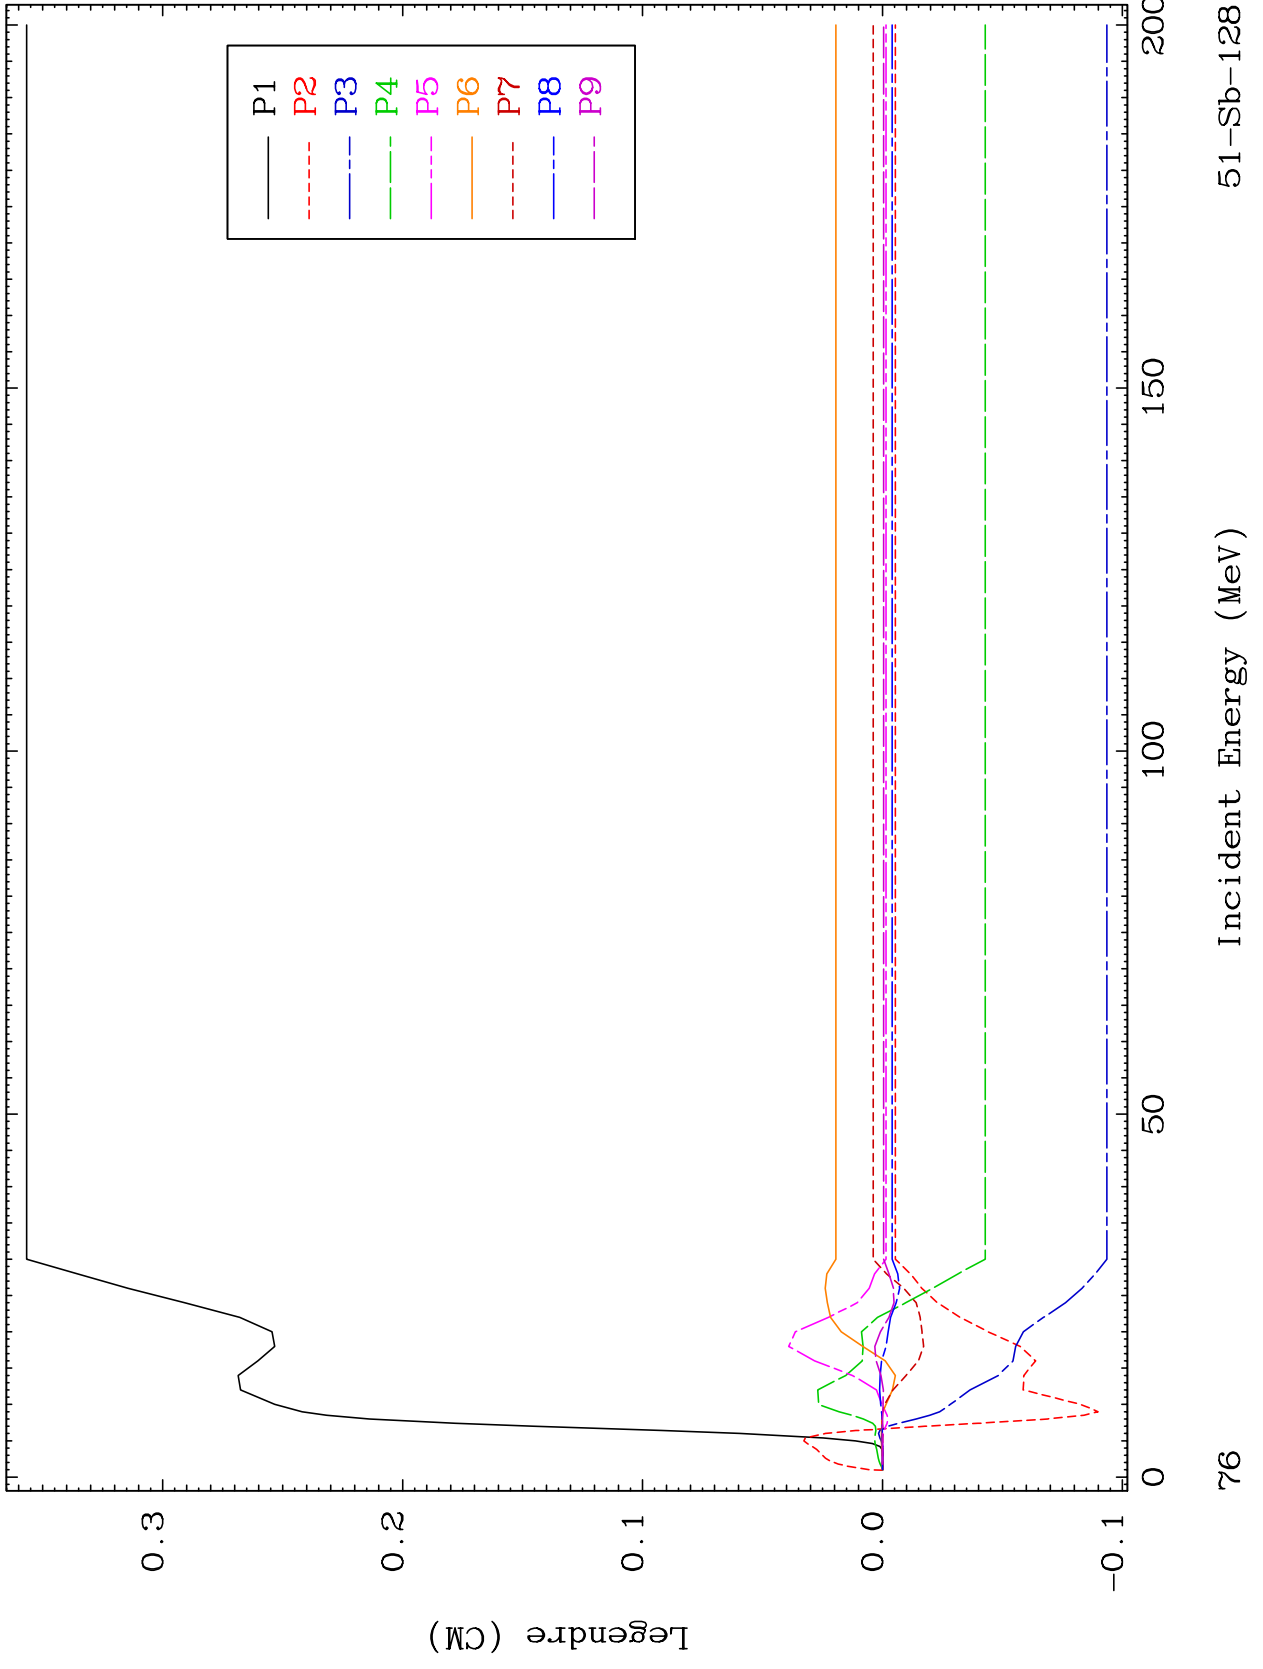 Legendre (CM)
0.3
0.2
0.1
0.0
-0.1
0
50
100
150
200
P1
P2
P3
P4
P5
P6
P7
P8
P9
76
Incident Energy (MeV)
51-Sb-128